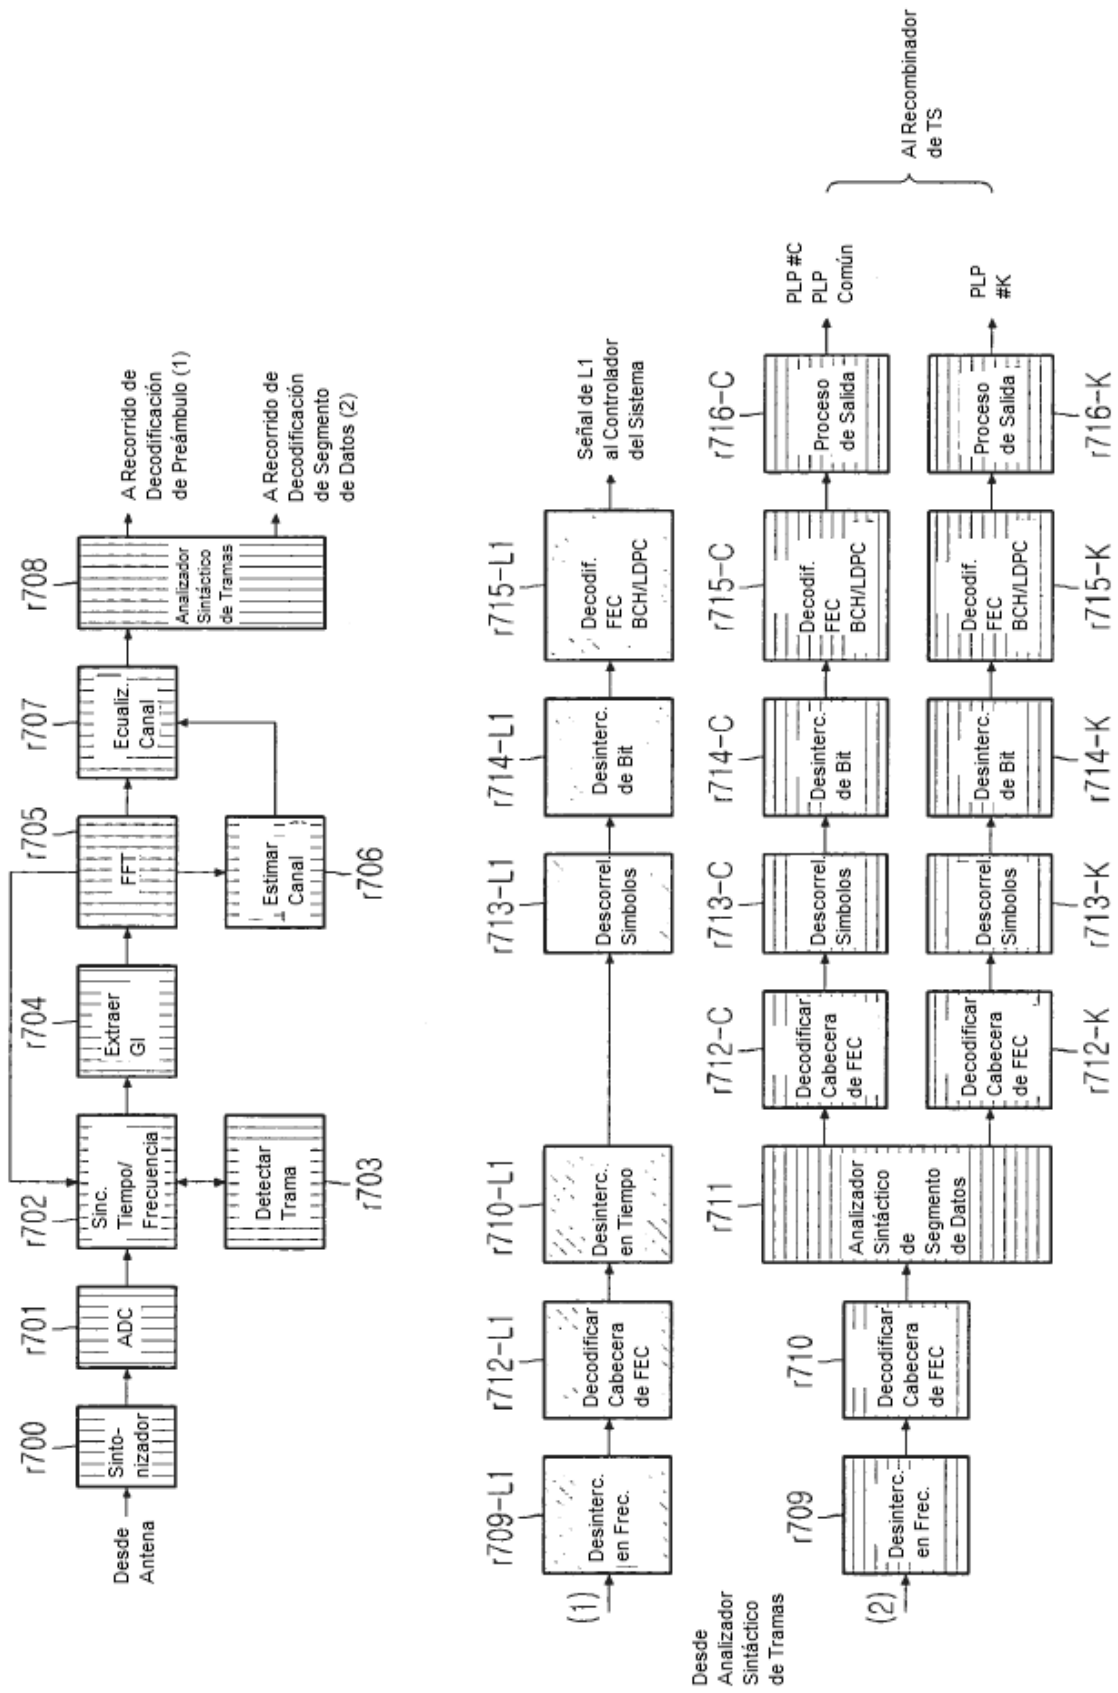 r700
r701
r702
r704
r705
r707
r708
Desde
Antena
Sinto-
nizador
ADC
Sinc.
Tiempo/
Frecuencia
Extraer
GI
FFT
Ecualiz.
Canal
Analizador
Sintáctico
de Tramas
A Recorrido de
Decodificación
de Preámbulo (1)
A Recorrido de
Decodificación
de Segmento
de Datos (2)
Detectar
Trama
r703
Estimar
Canal
r706
r709-L1
r712-L1
r710-L1
r713-L1
r714-L1
r715-L1
(1)
Desinterc.
en Frec.
Decodificar
Cabecera
de FEC
Desinterc.
en Tiempo
Descorrel.
Simbolos
Desinterc.
de Bit
Decodif.
FEC
BCH/LDPC
Señal de L1
al Controlador
del Sistema
Desde
Analizador
Sintáctico
de Tramas
r709
r710
r711
r712-C
r713-C
r714-C
r715-C
r716-C
(2)
Desinterc.
en Frec.
Decodificar
Cabecera
de FEC
Analizador
Sintáctico
de
Segmento
de Datos
Decodificar
Cabecera
de FEC
Descorrel.
Simbolos
Desinterc.
de Bit
Decodif.
FEC
BCH/LDPC
Proceso
de Salida
PLP #C
PLP
Común
Decodificar
Cabecera
de FEC
Descorrel.
Simbolos
Desinterc.
de Bit
Decodif.
FEC
BCH/LDPC
Proceso
de Salida
PLP
#K
r712-K
r713-K
r714-K
r715-K
r716-K
Al Recombinador
de TS